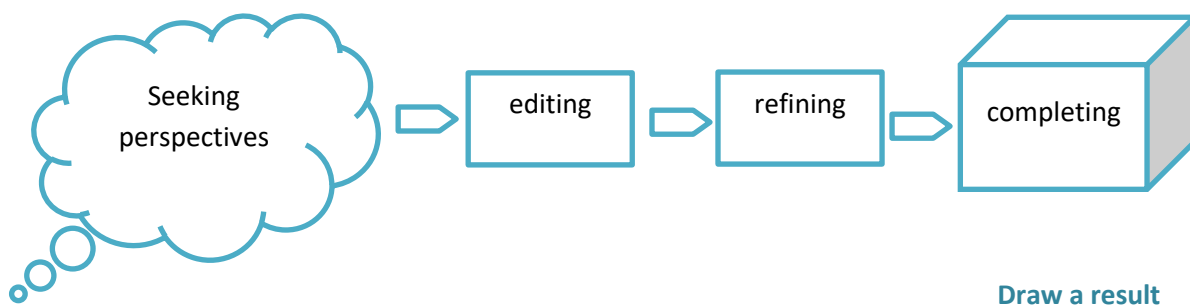 Seeking
perspectives
editing
refining
completing
Draw a result